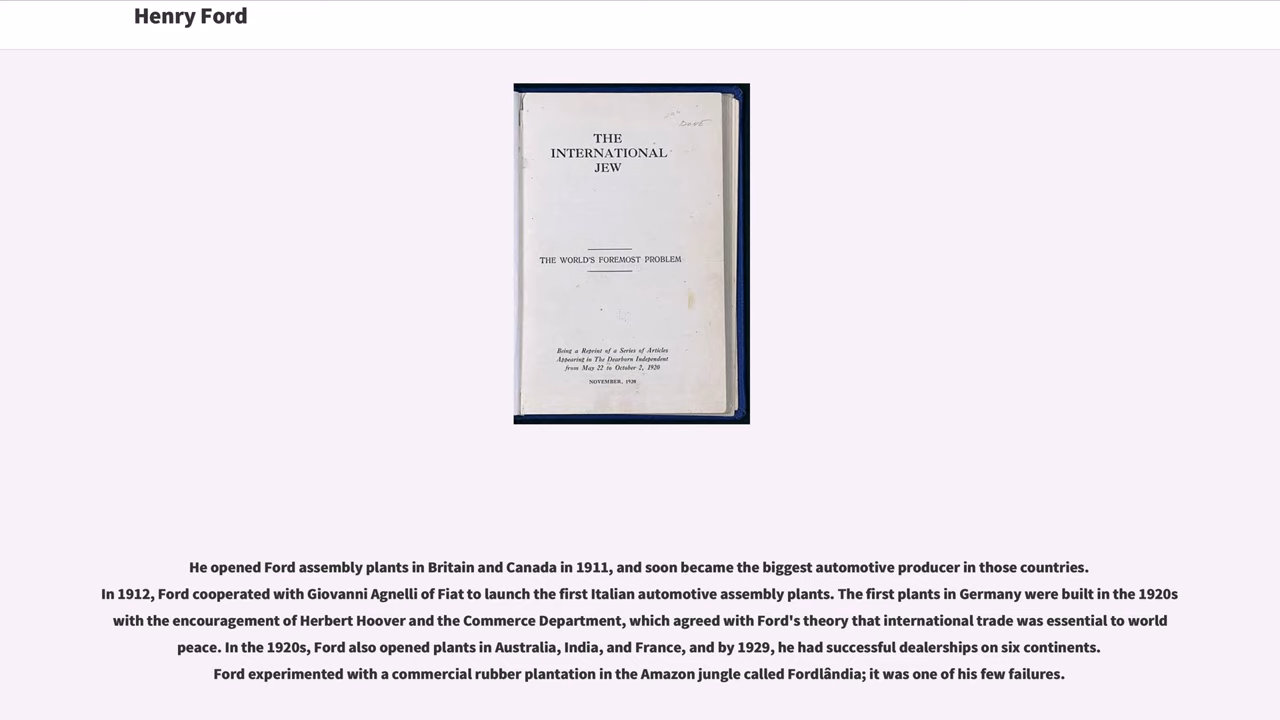 Henry Ford
THE
INTERNATIONAL
JEW
THE WORLD'S FOREMOST PROBLEM
Being a Reprint of a Series of Articles
Appearing in The Dearborn Independent
from May 22 to October 2, 1920
NOVEMBER, 1920
He opened Ford assembly plants in Britain and Canada in 1911, and soon became the biggest automotive producer in those countries.
In 1912, Ford cooperated with Giovanni Agnelli of Fiat to launch the first Italian automotive assembly plants. The first plants in Germany were built in the 1920s
with the encouragement of Herbert Hoover and the Commerce Department, which agreed with Ford's theory that international trade was essential to world
peace. In the 1920s, Ford also opened plants in Australia, India, and France, and by 1929, he had successful dealerships on six continents.
Ford experimented with a commercial rubber plantation in the Amazon jungle called Fordlândia; it was one of his few failures.